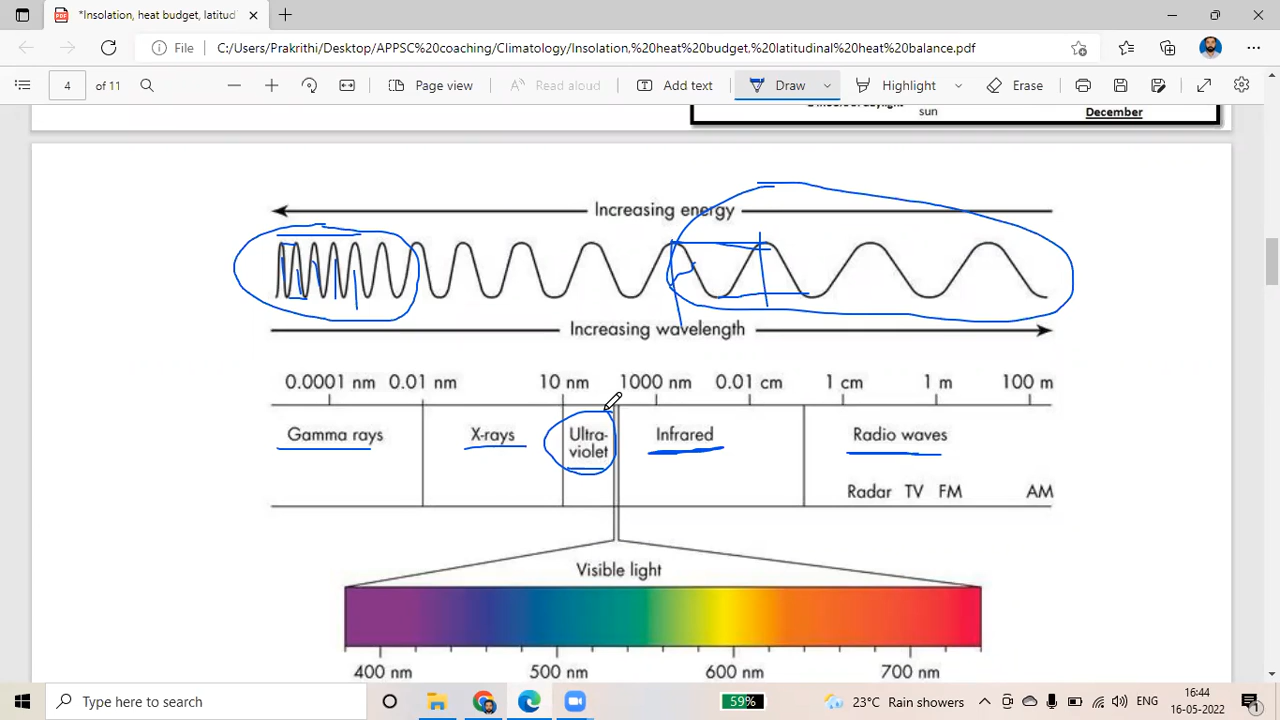 *Insolation, heat budget, latitud
File
C:/Users/Prakrithi/Desktop/APPSC%20coaching/Climatology/Insolation,%20heat%20budget,%20latitudinal%20heat%20balance.pdf
4 of 11
Page view
Read aloud
Add text
Draw
Highlight
Erase
sun
December
Increasing energy
Increasing wavelength
0.0001 nm 0.01 nm 10 nm 1000 nm 0.01 cm 1 cm 1 m 100 m
Gamma rays X-rays Ultra- Infrared Radio waves
violet
Radar TV FM AM
Visible light
400 nm 500 nm 600 nm 700 nm
Type here to search
59%
23°C Rain showers
ENG
16:44
16-05-2022
1